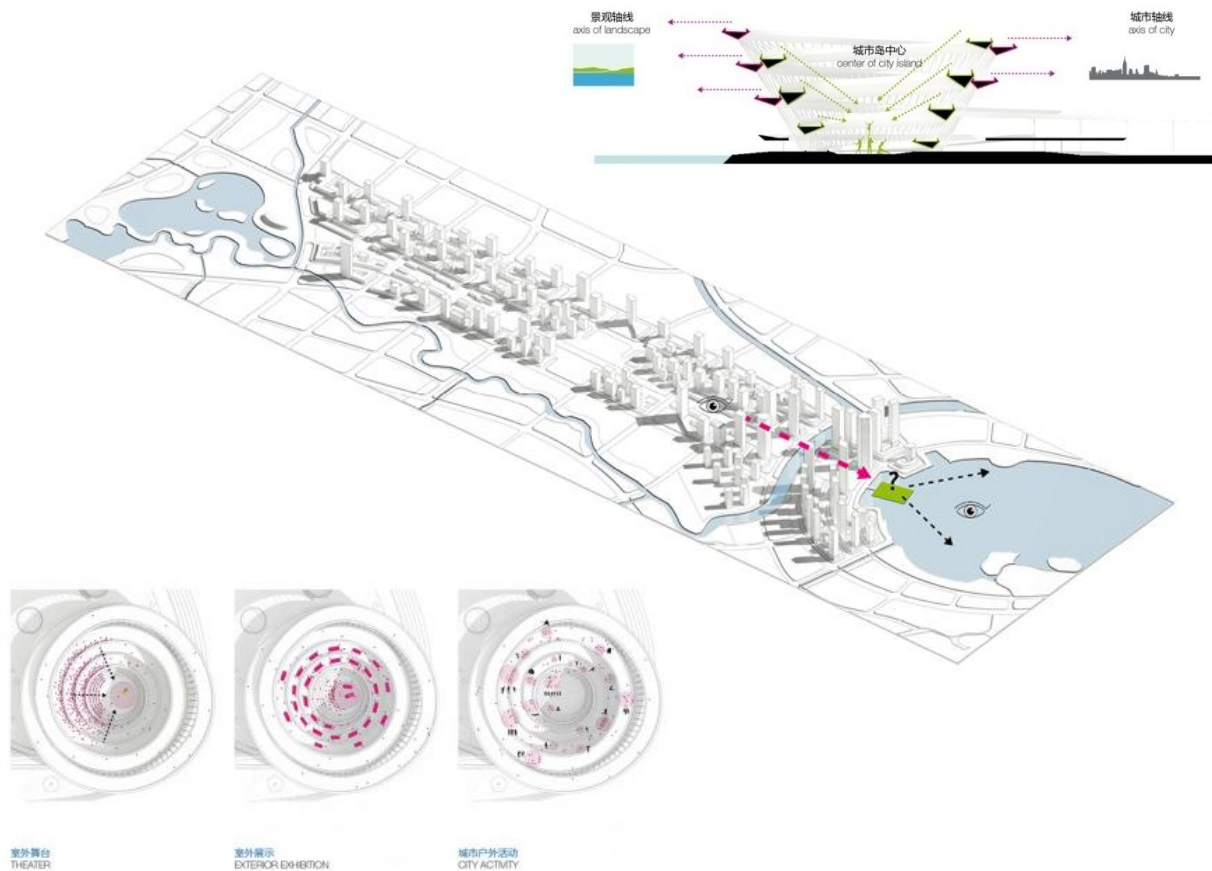 景观轴线
axis of landscape
城市岛中心
center of city island
城市轴线
axis of city
?
室外舞台
THEATER
室外展示
EXTERIOR EXHIBITION
城市户外活动
CITY ACTIVITY